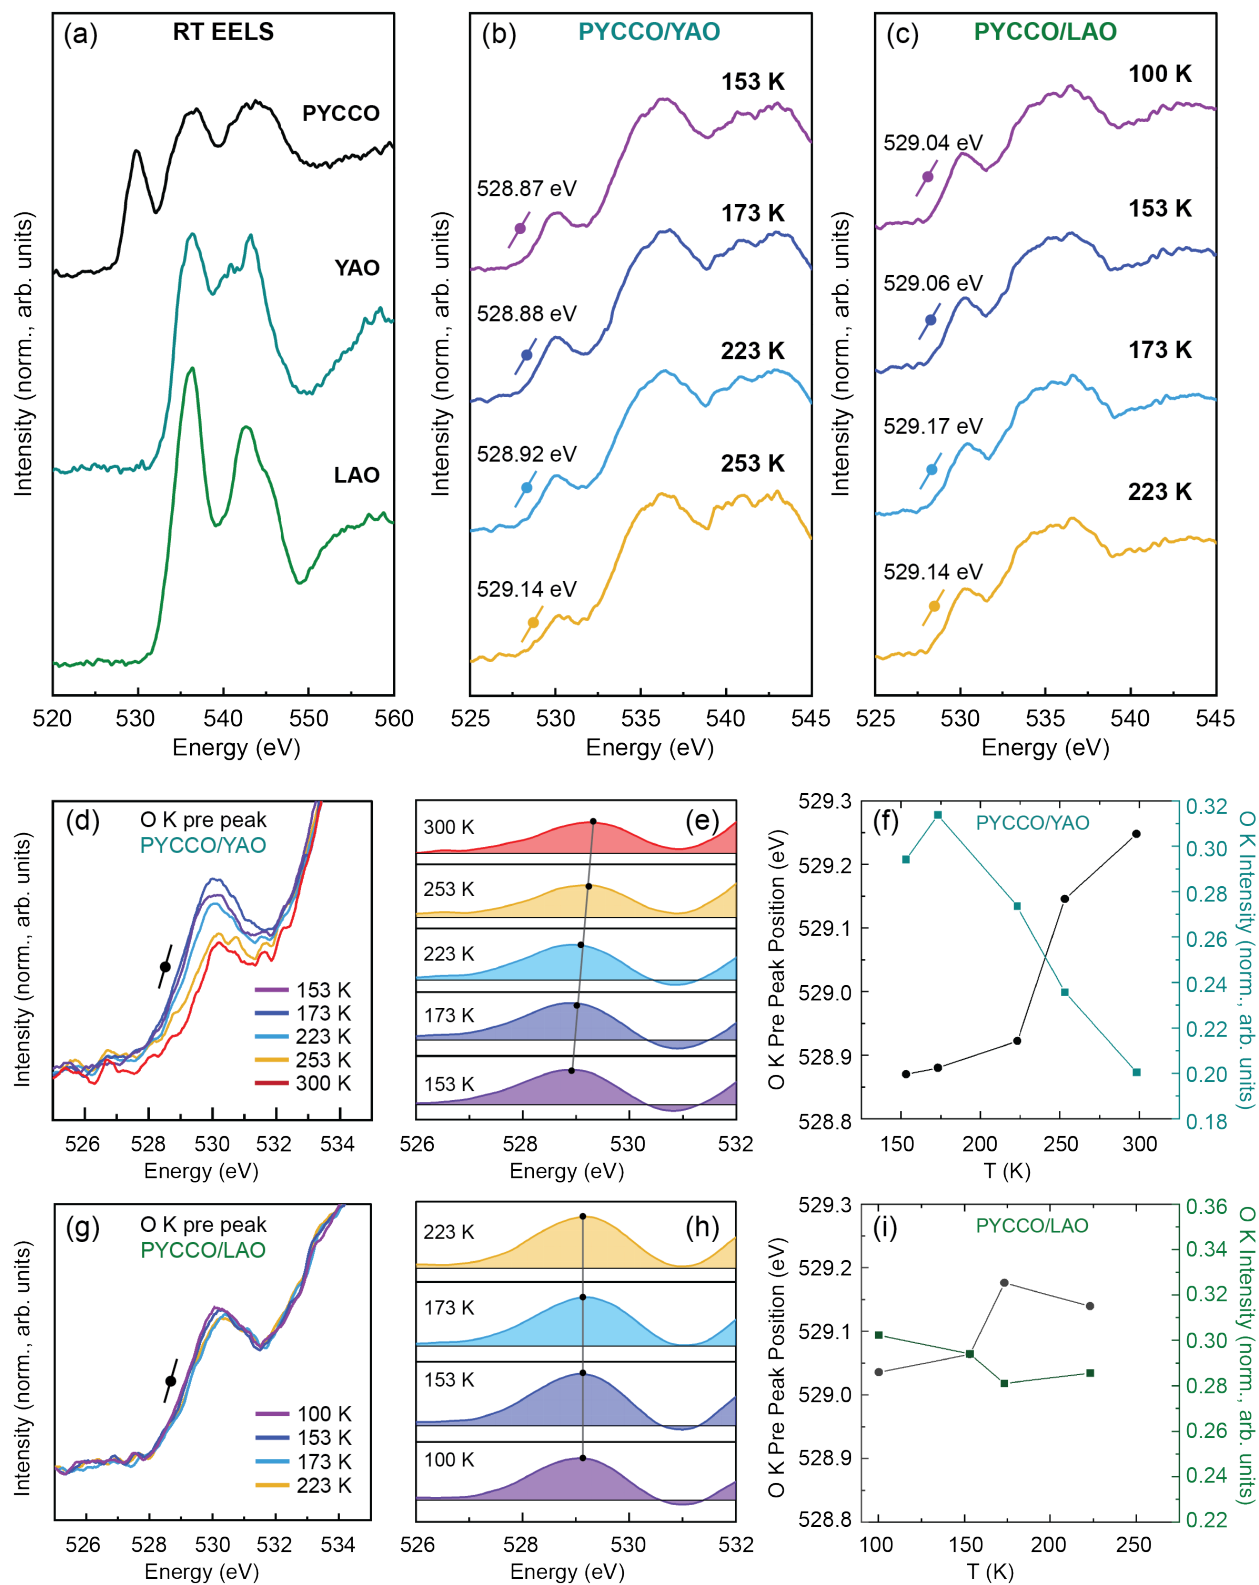 (a) RT EELS
PYCCO
YAO
LAO
Intensity (norm., arb. units)
520 530 540 550 560
Energy (eV)
(b) PYCCO/YAO
153 K
528.87 eV
173 K
528.88 eV
223 K
528.92 eV
253 K
529.14 eV
Intensity (norm., arb. units)
525 530 535 540 545
Energy (eV)
(c) PYCCO/LAO
100 K
529.04 eV
153 K
529.06 eV
173 K
529.17 eV
223 K
529.14 eV
Intensity (norm., arb. units)
525 530 535 540 545
Energy (eV)
(d) O K pre peak
PYCCO/YAO
153 K
173 K
223 K
253 K
300 K
Intensity (norm., arb. units)
526 528 530 532 534
Energy (eV)
(e)
300 K
253 K
223 K
173 K
153 K
526 528 530 532
Energy (eV)
(f) PYCCO/YAO
O K Pre Peak Position (eV)
529.3
529.2
529.1
529.0
528.9
528.8
150 200 250 300
T (K)
0.32
0.30
0.28
0.26
0.24
0.22
0.20
0.18
O K Intensity (norm., arb. units)
(g) O K pre peak
PYCCO/LAO
100 K
153 K
173 K
223 K
Intensity (norm., arb. units)
526 528 530 532 534
Energy (eV)
(h)
223 K
173 K
153 K
100 K
526 528 530 532
Energy (eV)
(i) PYCCO/LAO
O K Pre Peak Position (eV)
529.3
529.2
529.1
529.0
528.9
528.8
100 150 200 250
T (K)
0.36
0.34
0.32
0.30
0.28
0.26
0.24
0.22
O K Intensity (norm., arb. units)